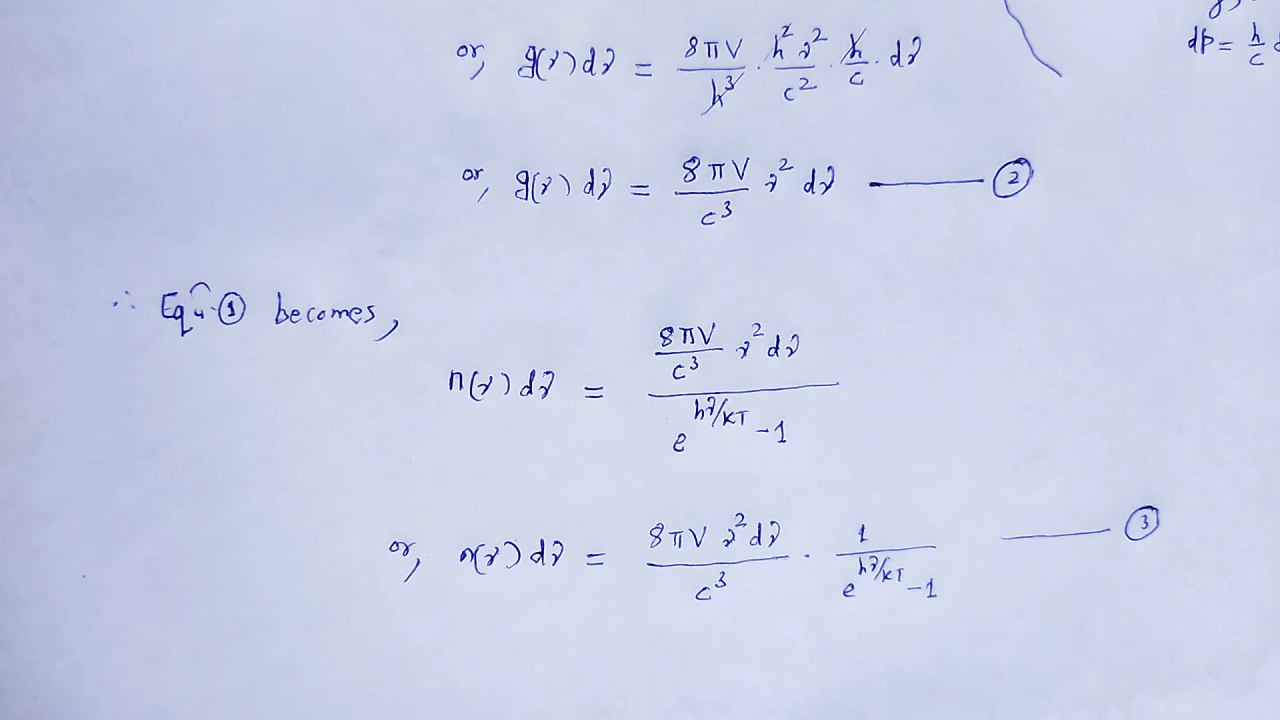 or, g(ν)dν = 8πV/h³ · h²ν²/c² · h/c · dν
dp = h/c
or, g(ν) dν = 8πV/c³ ν² dν —— ②
∴ Eqn ① becomes,
n(ν) dν = (8πV/c³ ν² dν) / (e^(hν/KT) - 1)
or, n(ν) dν = 8πV ν² dν / c³ · 1 / (e^(hν/KT) - 1) —— ③